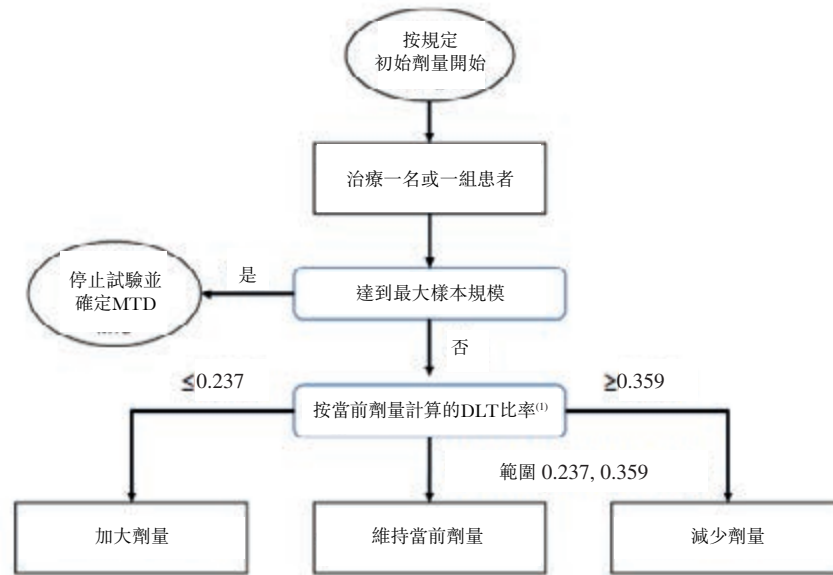 按規定
初始劑量開始
治療一名或一組患者
停止試驗並
確定MTD
是
達到最大樣本規模
否
≤0.237
按當前劑量計算的DLT比率(1)
≥0.359
範圍 0.237, 0.359
加大劑量
維持當前劑量
減少劑量